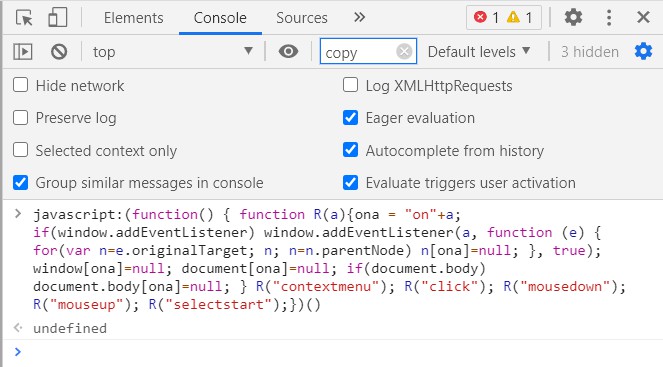 Elements Console Sources » 1 1
top copy Default levels 3 hidden
Hide network Log XMLHttpRequests
Preserve log Eager evaluation
Selected context only Autocomplete from history
Group similar messages in console Evaluate triggers user activation
javascript:(function() { function R(a){ona = "on"+a;
if(window.addEventListener) window.addEventListener(a, function (e) {
for(var n=e.originalTarget; n; n=n.parentNode) n[ona]=null; }, true);
window[ona]=null; document[ona]=null; if(document.body)
document.body[ona]=null; } R("contextmenu"); R("click"); R("mousedown");
R("mouseup"); R("selectstart");})()
undefined